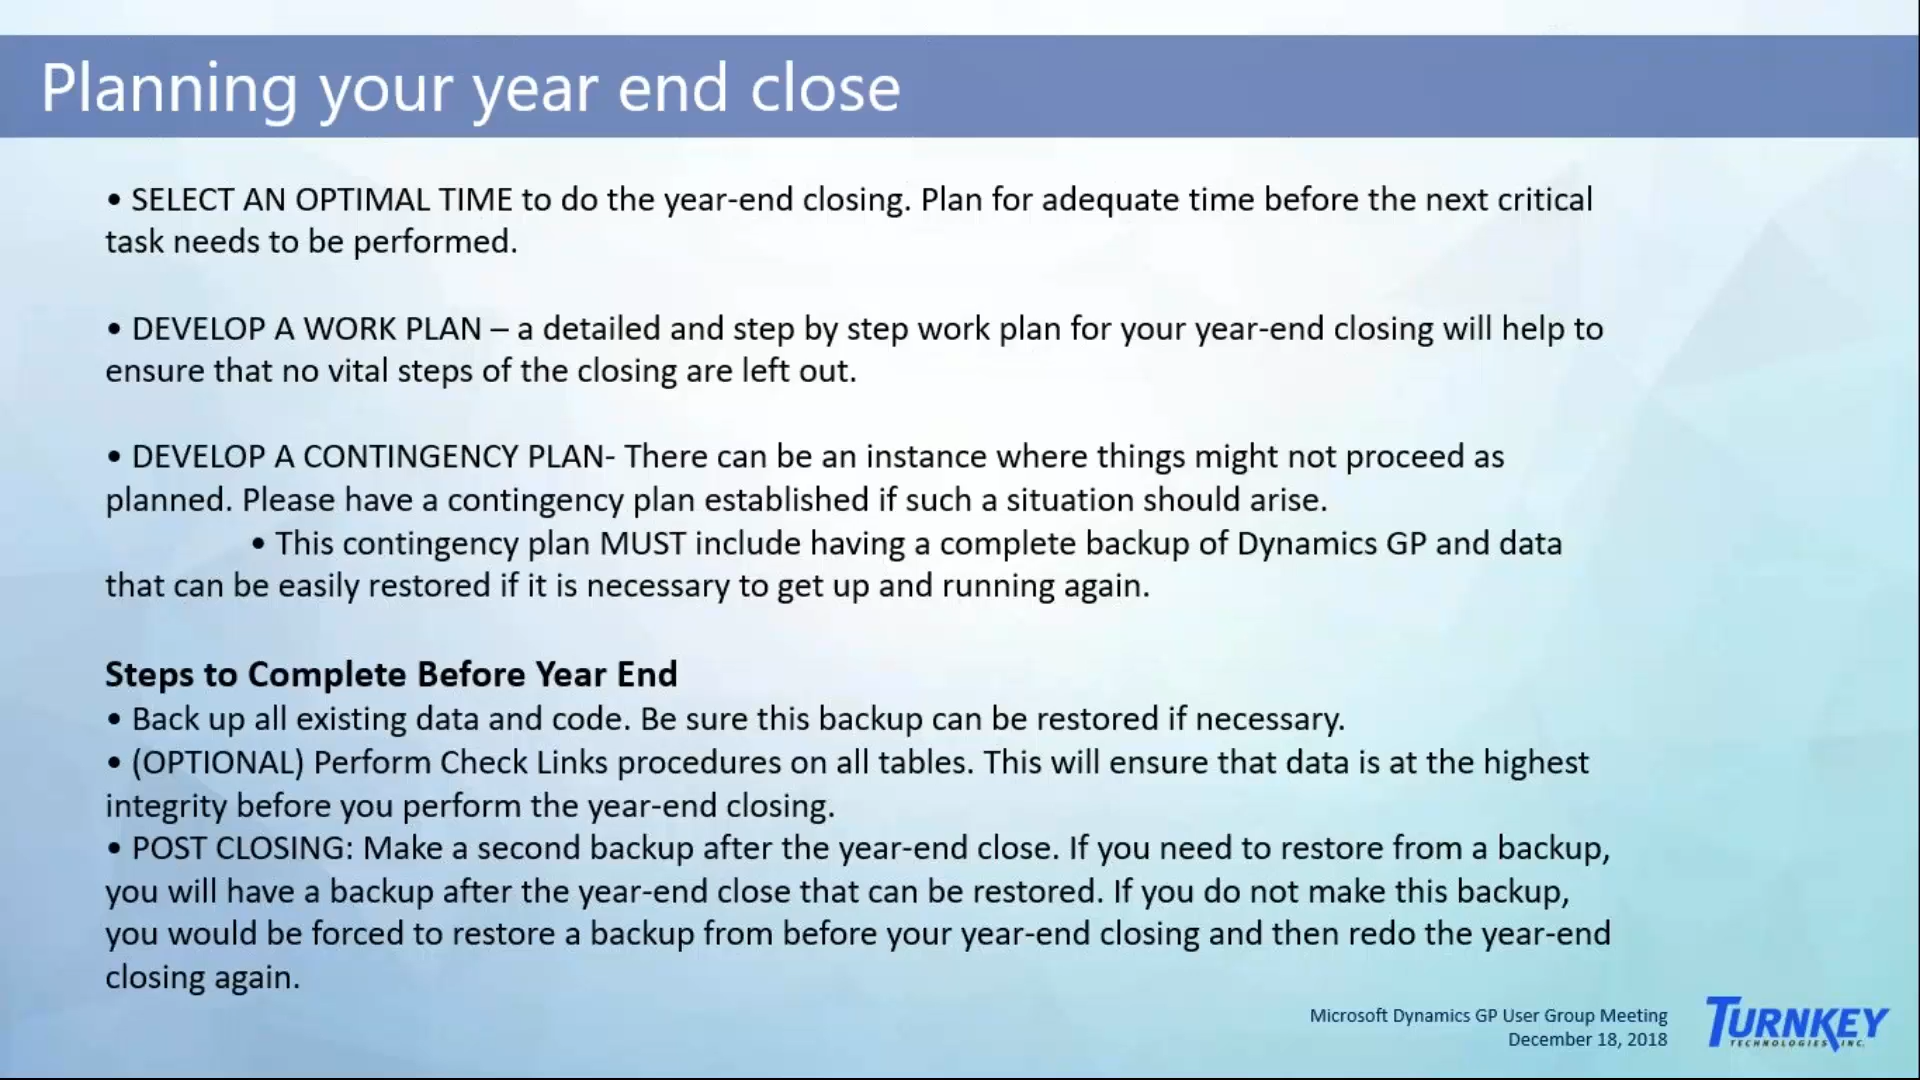 Planning your year end close
• SELECT AN OPTIMAL TIME to do the year-end closing. Plan for adequate time before the next critical
task needs to be performed.
• DEVELOP A WORK PLAN – a detailed and step by step work plan for your year-end closing will help to
ensure that no vital steps of the closing are left out.
• DEVELOP A CONTINGENCY PLAN- There can be an instance where things might not proceed as
planned. Please have a contingency plan established if such a situation should arise.
• This contingency plan MUST include having a complete backup of Dynamics GP and data
that can be easily restored if it is necessary to get up and running again.
Steps to Complete Before Year End
• Back up all existing data and code. Be sure this backup can be restored if necessary.
• (OPTIONAL) Perform Check Links procedures on all tables. This will ensure that data is at the highest
integrity before you perform the year-end closing.
• POST CLOSING: Make a second backup after the year-end close. If you need to restore from a backup,
you will have a backup after the year-end close that can be restored. If you do not make this backup,
you would be forced to restore a backup from before your year-end closing and then redo the year-end
closing again.
Microsoft Dynamics GP User Group Meeting
December 18, 2018
TURNKEY
TECHNOLOGIES, INC.